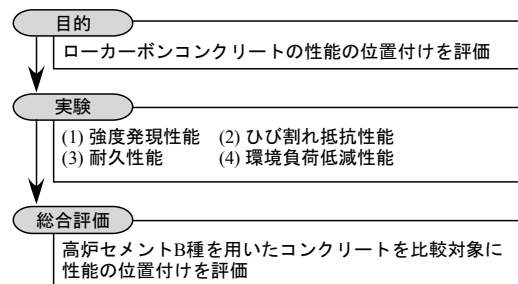 目的
ローカーボンコンクリートの性能の位置付けを評価
実験
(1) 強度発現性能 (2) ひび割れ抵抗性能
(3) 耐久性能 (4) 環境負荷低減性能
総合評価
高炉セメントB種を用いたコンクリートを比較対象に
性能の位置付けを評価